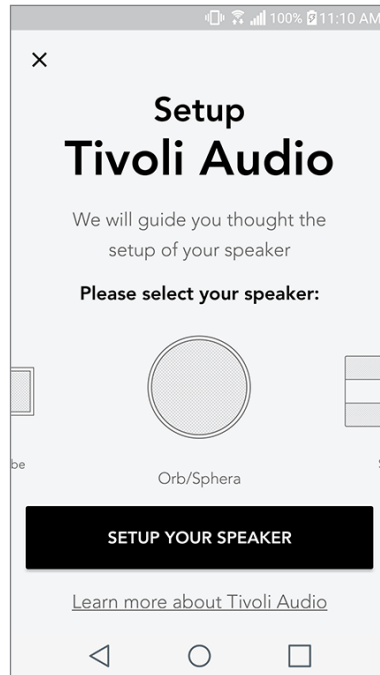 100% 11:10 AM
Setup
Tivoli Audio
We will guide you thought the
setup of your speaker
Please select your speaker:
be
Orb/Sphera
SETUP YOUR SPEAKER
Learn more about Tivoli Audio